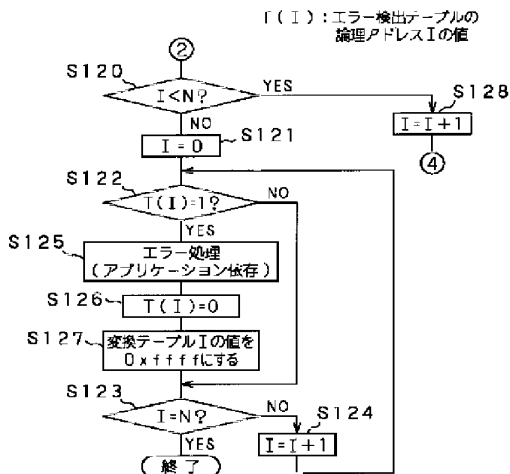 T(I):エラー検出テーブルの
論理アドレスIの値
②
S120
I<N?
YES
S128
I=I+1
④
NO
S121
I=0
S122
T(I)=1?
NO
YES
S125
エラー処理
(アプリケーション依存)
S126
T(I)=0
S127
変換テーブルIの値を
0xffffにする
S123
I=N?
NO
S124
I=I+1
YES
終了